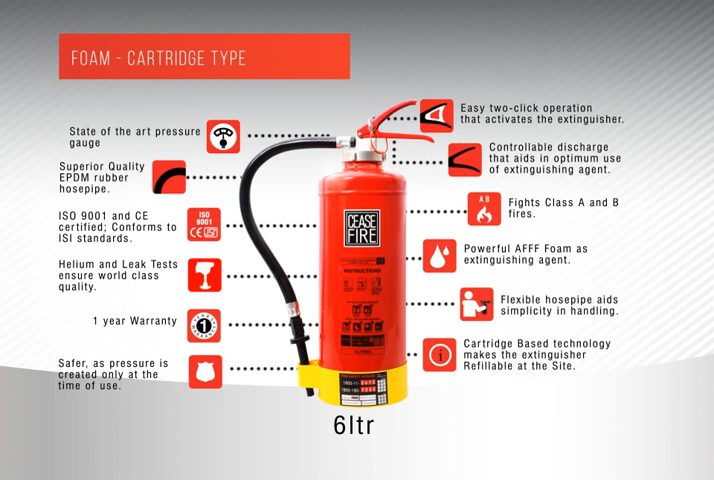 FOAM - CARTRIDGE TYPE
State of the art pressure
gauge
Superior Quality
EPDM rubber
hosepipe.
ISO 9001 and CE
certified; Conforms to
ISI standards.
ISO
9001
CE ISI
Helium and Leak Tests
ensure world class
quality.
1 year Warranty
1
Safer, as pressure is
created only at the
time of use.
Easy two-click operation
that activates the extinguisher.
Controllable discharge
that aids in optimum use
of extinguishing agent.
A B
Fights Class A and B
fires.
Powerful AFFF Foam as
extinguishing agent.
Flexible hosepipe aids
simplicity in handling.
Cartridge Based technology
makes the extinguisher
Refillable at the Site.
CEASE
FIRE
INSTRUCTIONS
6ltr